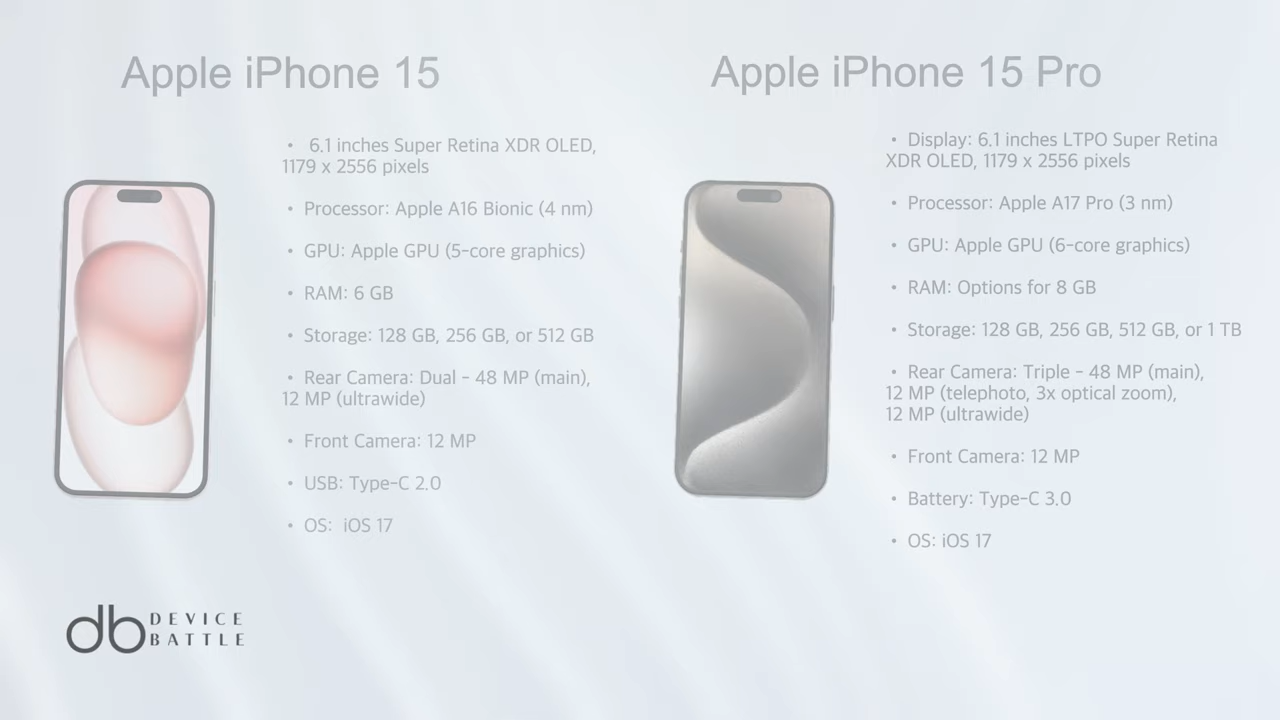 Apple iPhone 15
• 6.1 inches Super Retina XDR OLED,
1179 x 2556 pixels
• Processor: Apple A16 Bionic (4 nm)
• GPU: Apple GPU (5-core graphics)
• RAM: 6 GB
• Storage: 128 GB, 256 GB, or 512 GB
• Rear Camera: Dual - 48 MP (main),
12 MP (ultrawide)
• Front Camera: 12 MP
• USB: Type-C 2.0
• OS: iOS 17
Apple iPhone 15 Pro
• Display: 6.1 inches LTPO Super Retina
XDR OLED, 1179 x 2556 pixels
• Processor: Apple A17 Pro (3 nm)
• GPU: Apple GPU (6-core graphics)
• RAM: Options for 8 GB
• Storage: 128 GB, 256 GB, 512 GB, or 1 TB
• Rear Camera: Triple - 48 MP (main),
12 MP (telephoto, 3x optical zoom),
12 MP (ultrawide)
• Front Camera: 12 MP
• Battery: Type-C 3.0
• OS: iOS 17
db DEVICE
BATTLE